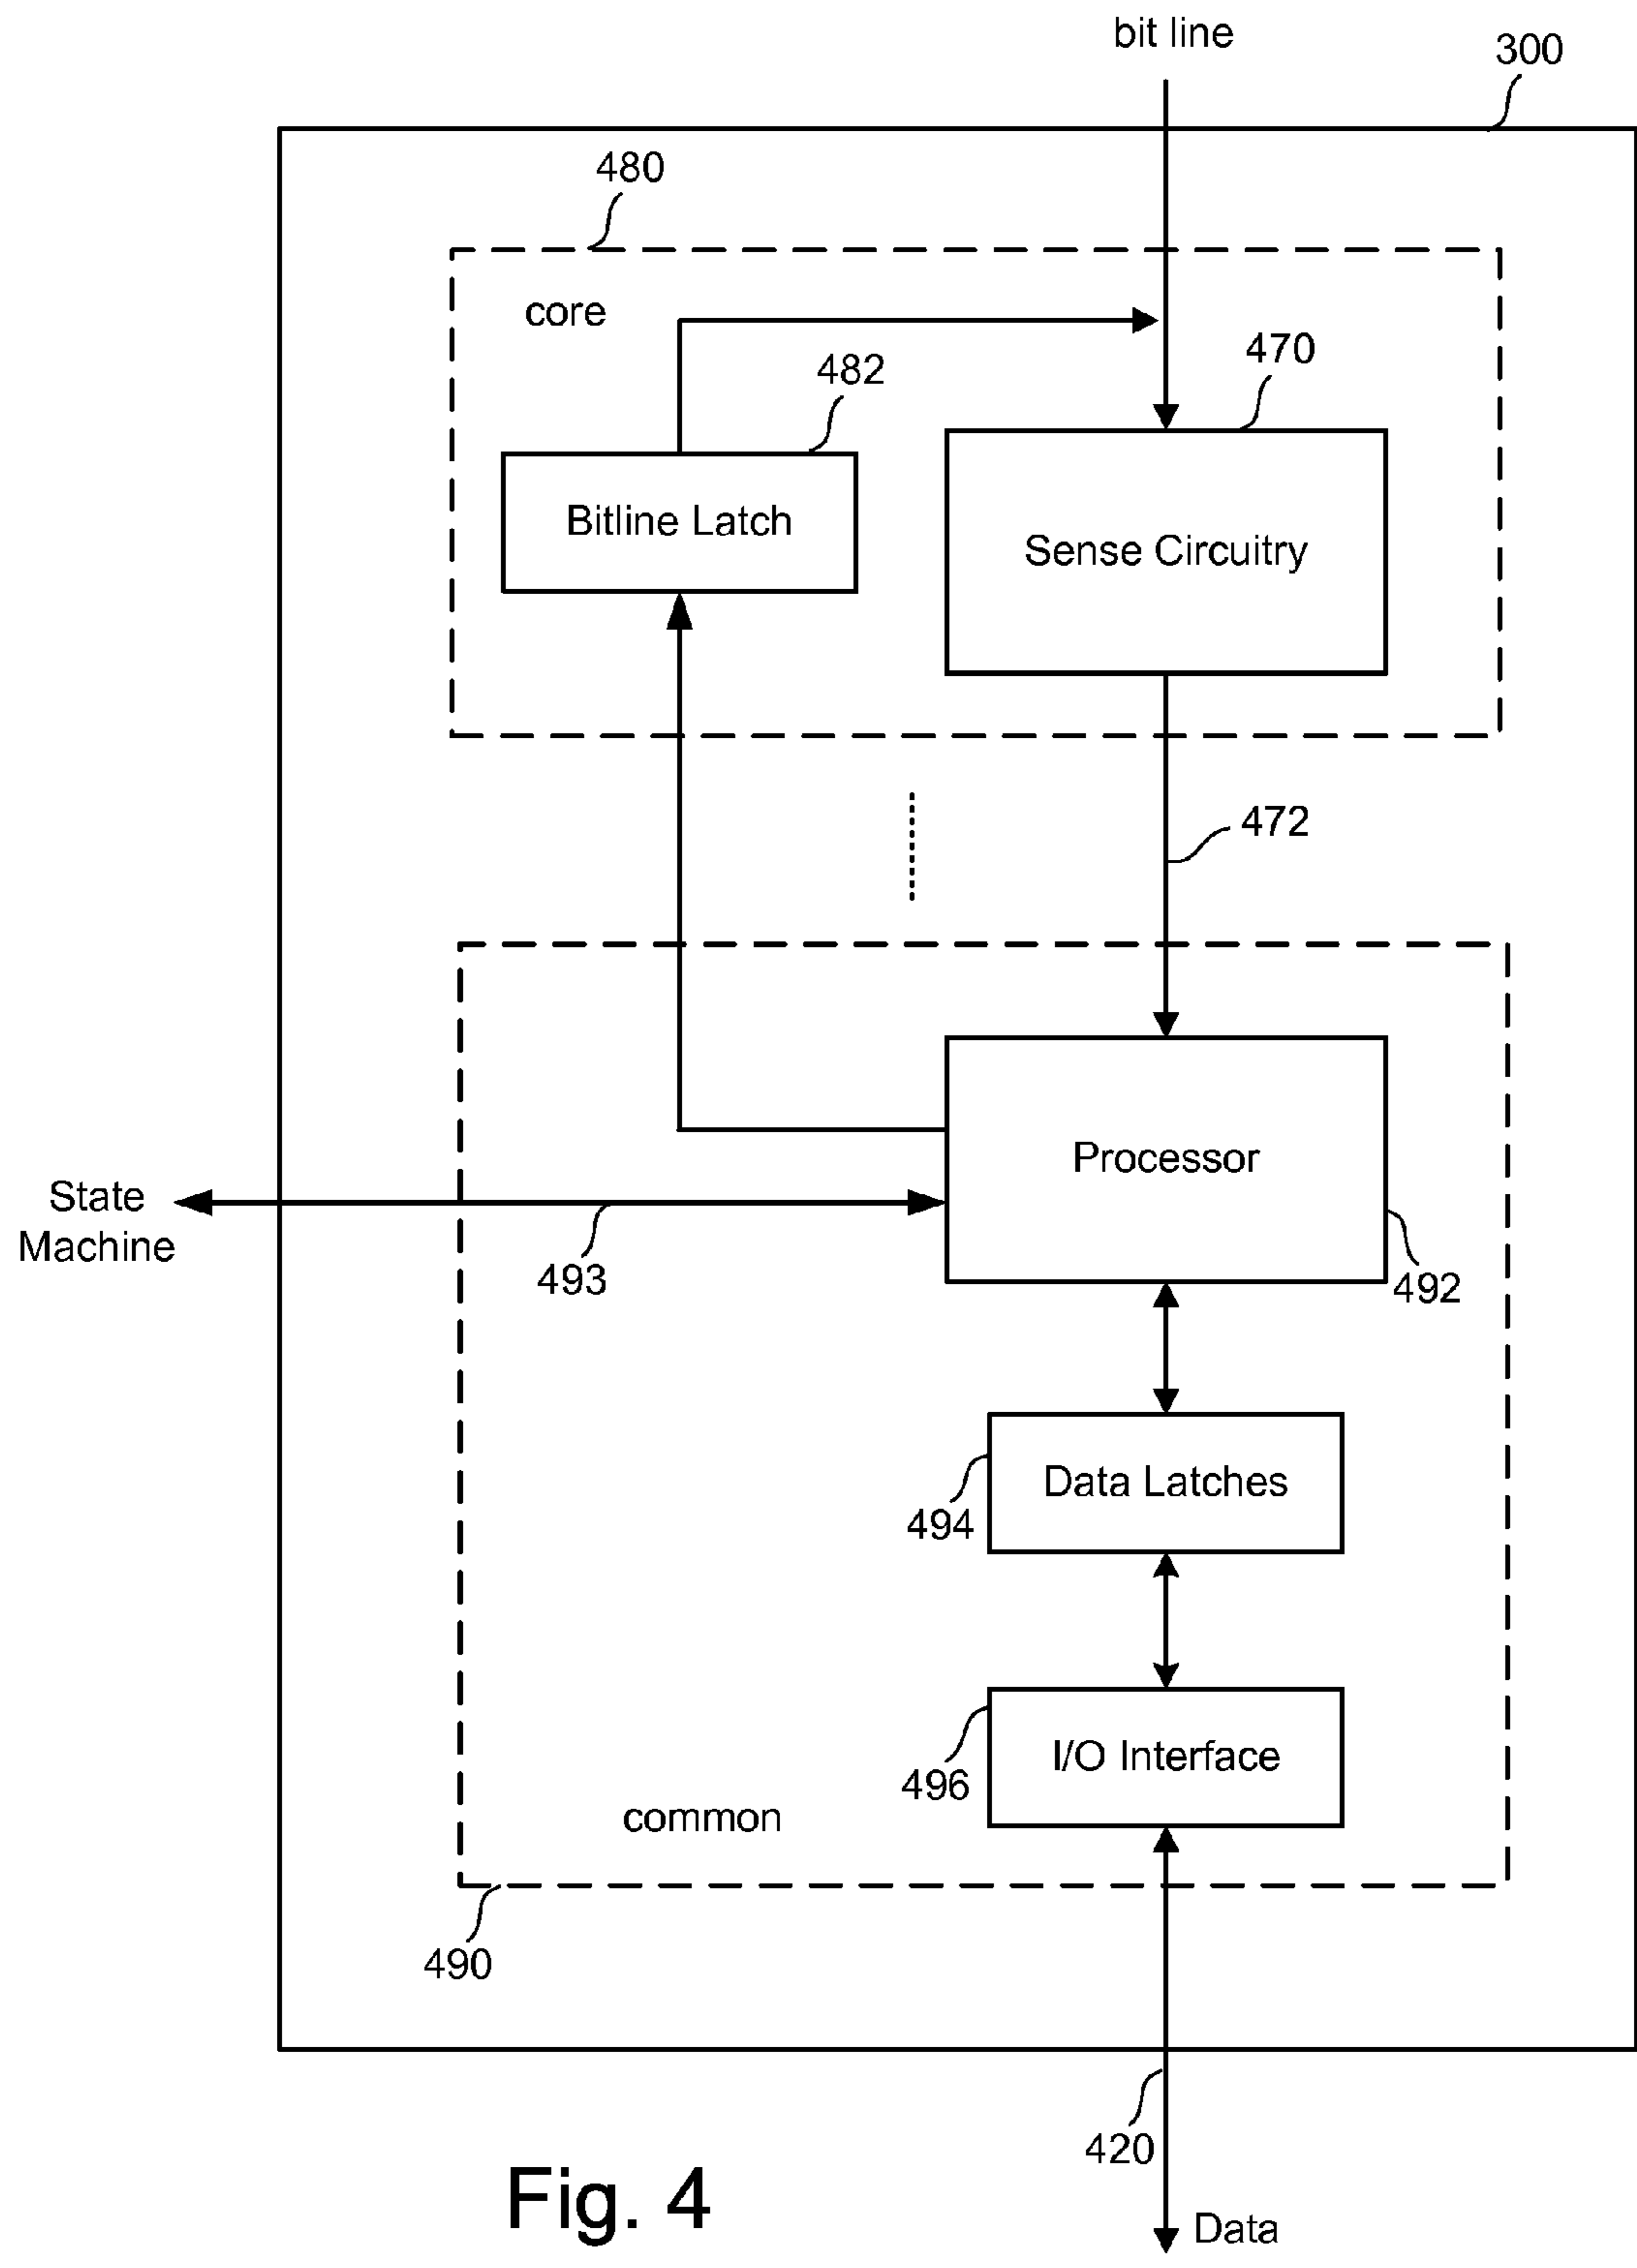 bit line
300
480
core
470
482
Bitline Latch
Sense Circuitry
472
Processor
State
Machine
493
492
Data Latches
494
I/O Interface
496
common
490
420
Fig. 4
Data